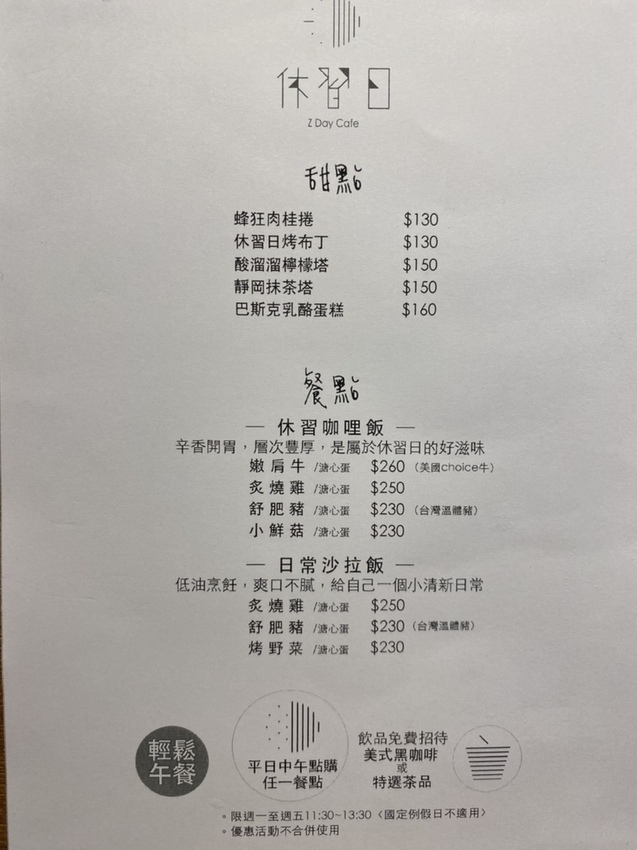 休習日
Z Day Cafe
甜點
蜂狂肉桂捲 $130
休習日烤布丁 $130
酸溜溜檸檬塔 $150
靜岡抹茶塔 $150
巴斯克乳酪蛋糕 $160
餐點
— 休習咖哩飯 —
辛香開胃，層次豐厚，是屬於休習日的好滋味
嫩肩牛 /溏心蛋 $260（美國choice牛）
炙燒雞 /溏心蛋 $250
舒肥豬 /溏心蛋 $230（台灣溫體豬）
小鮮菇 /溏心蛋 $230
— 日常沙拉飯 —
低油烹飪，爽口不膩，給自己一個小清新日常
炙燒雞 /溏心蛋 $250
舒肥豬 /溏心蛋 $230（台灣溫體豬）
烤野菜 /溏心蛋 $230
輕鬆
午餐
平日中午點購
任一餐點
飲品免費招待
美式黑咖啡
或
特選茶品
◦限週一至週五11:30~13:30〈國定例假日不適用〉
◦優惠活動不合併使用